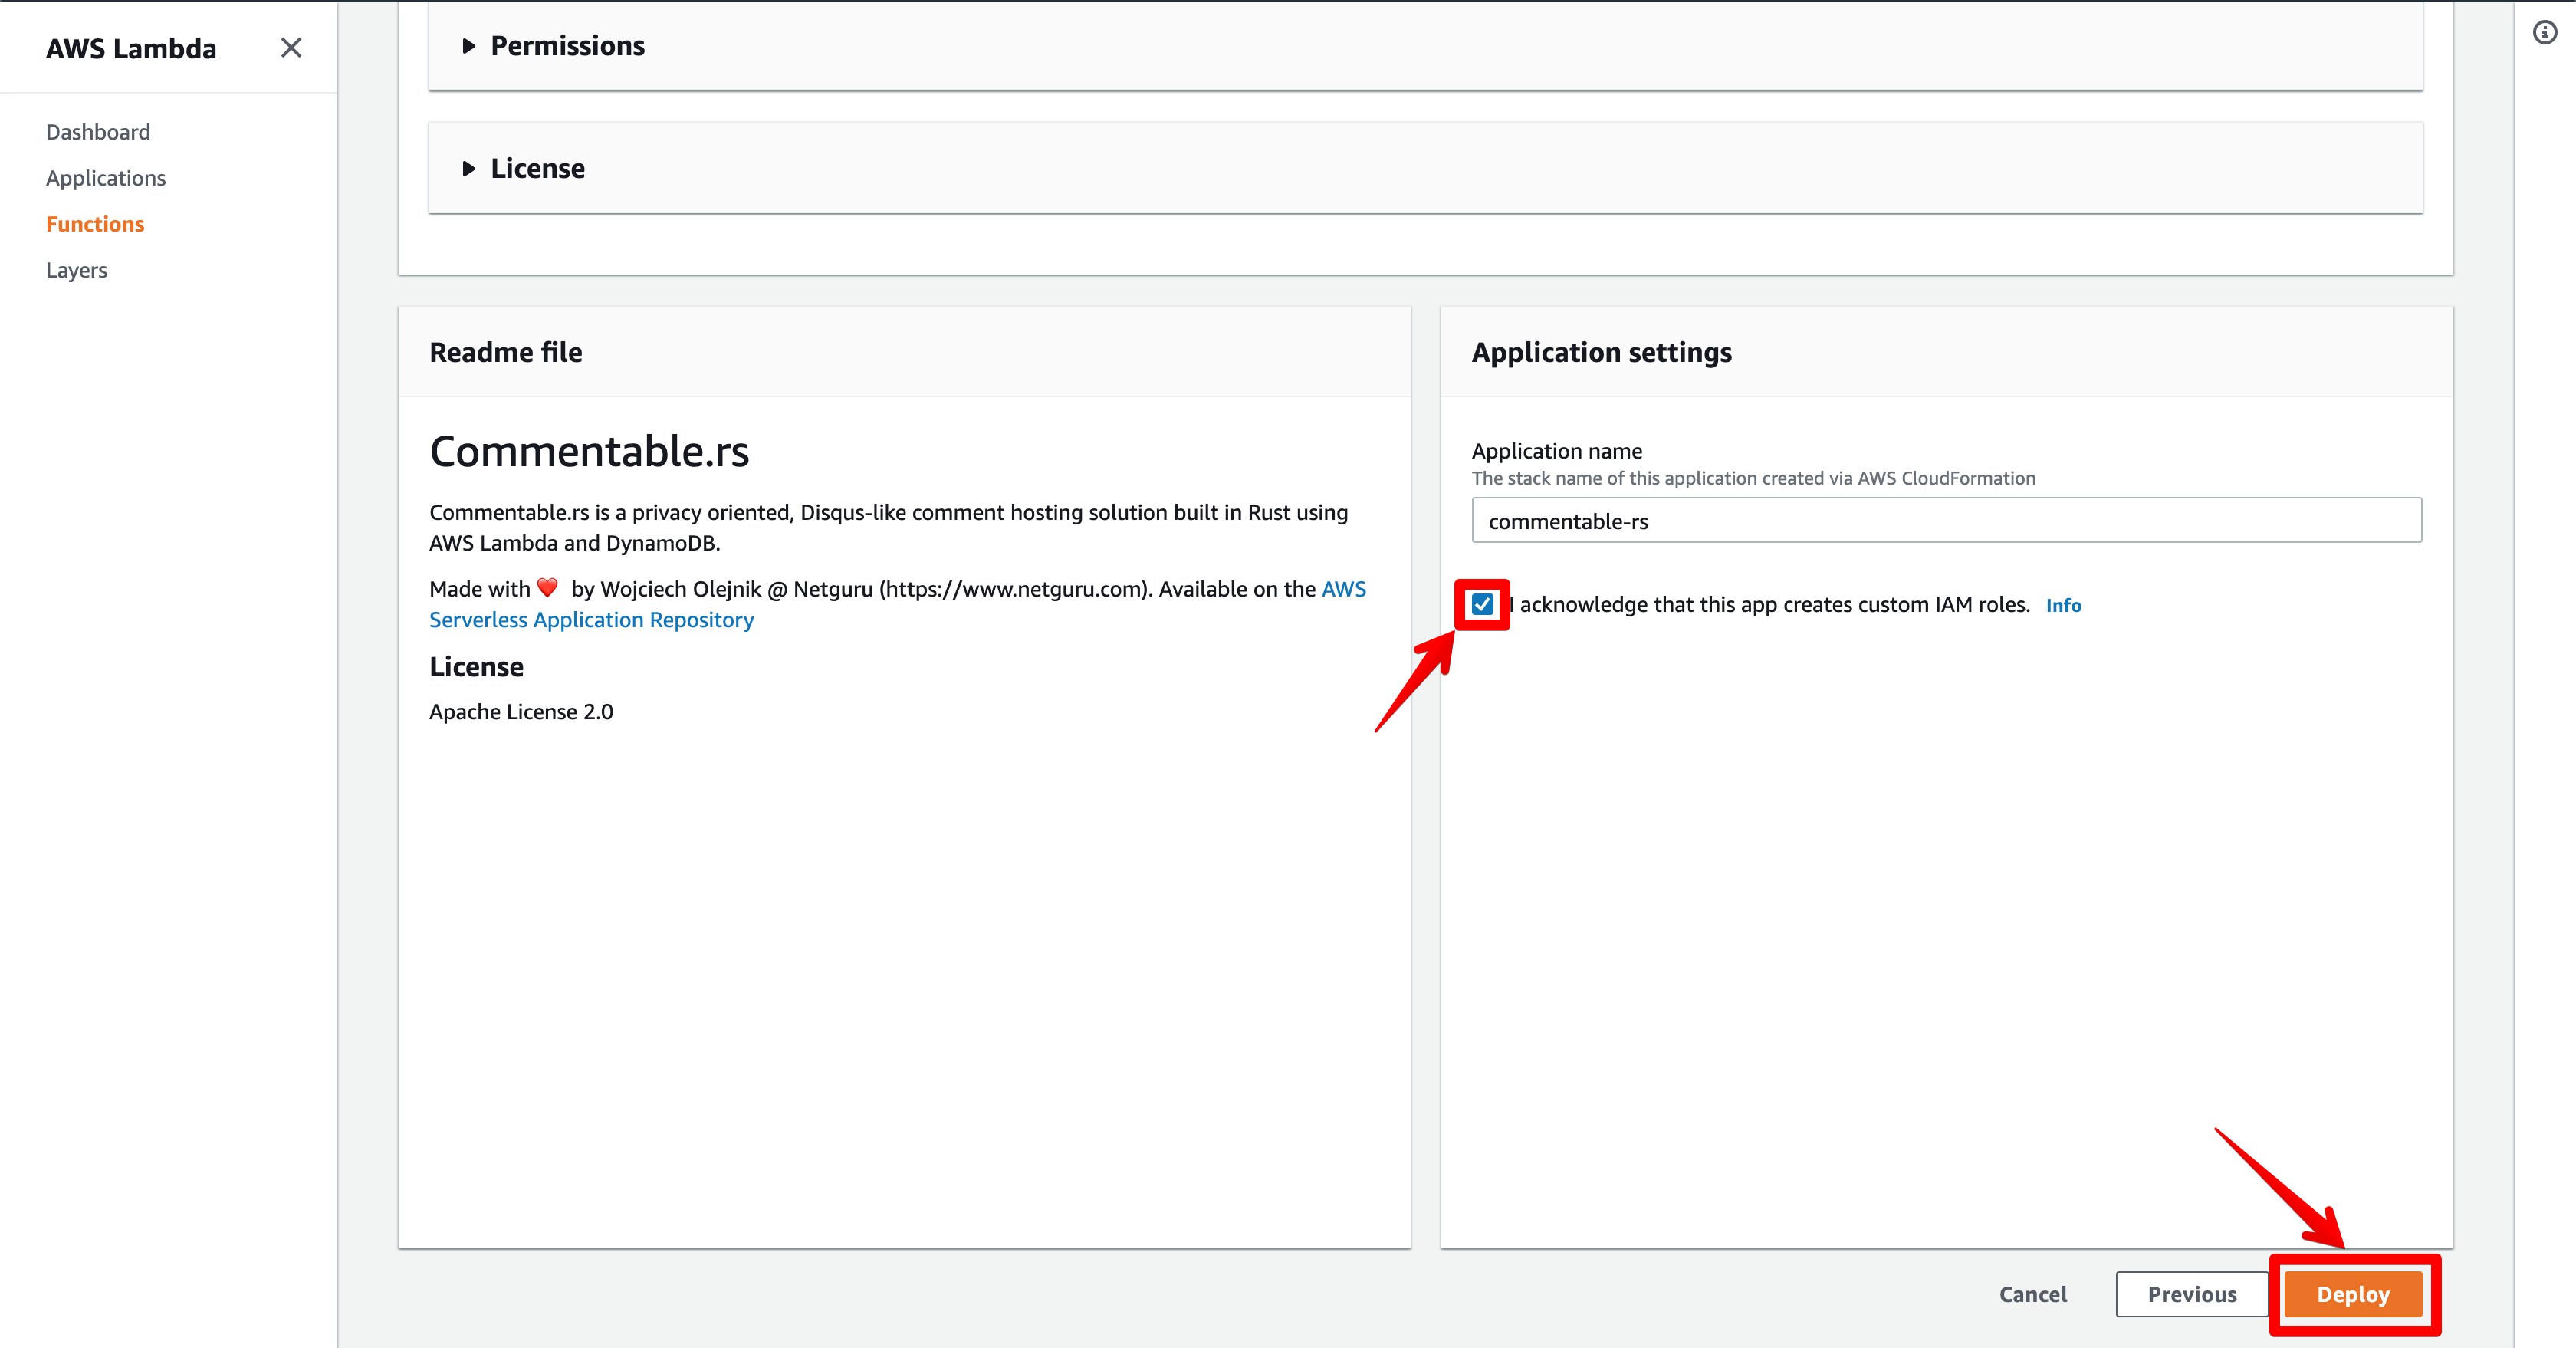 AWS Lambda
Dashboard
Applications
Functions
Layers
Permissions
License
Readme file
Commentable.rs
Commentable.rs is a privacy oriented, Disqus-like comment hosting solution built in Rust using
AWS Lambda and DynamoDB.
Made with ❤️ by Wojciech Olejnik @ Netguru (https://www.netguru.com). Available on the AWS
Serverless Application Repository
License
Apache License 2.0
Application settings
Application name
The stack name of this application created via AWS CloudFormation
commentable-rs
I acknowledge that this app creates custom IAM roles. Info
Cancel
Previous
Deploy